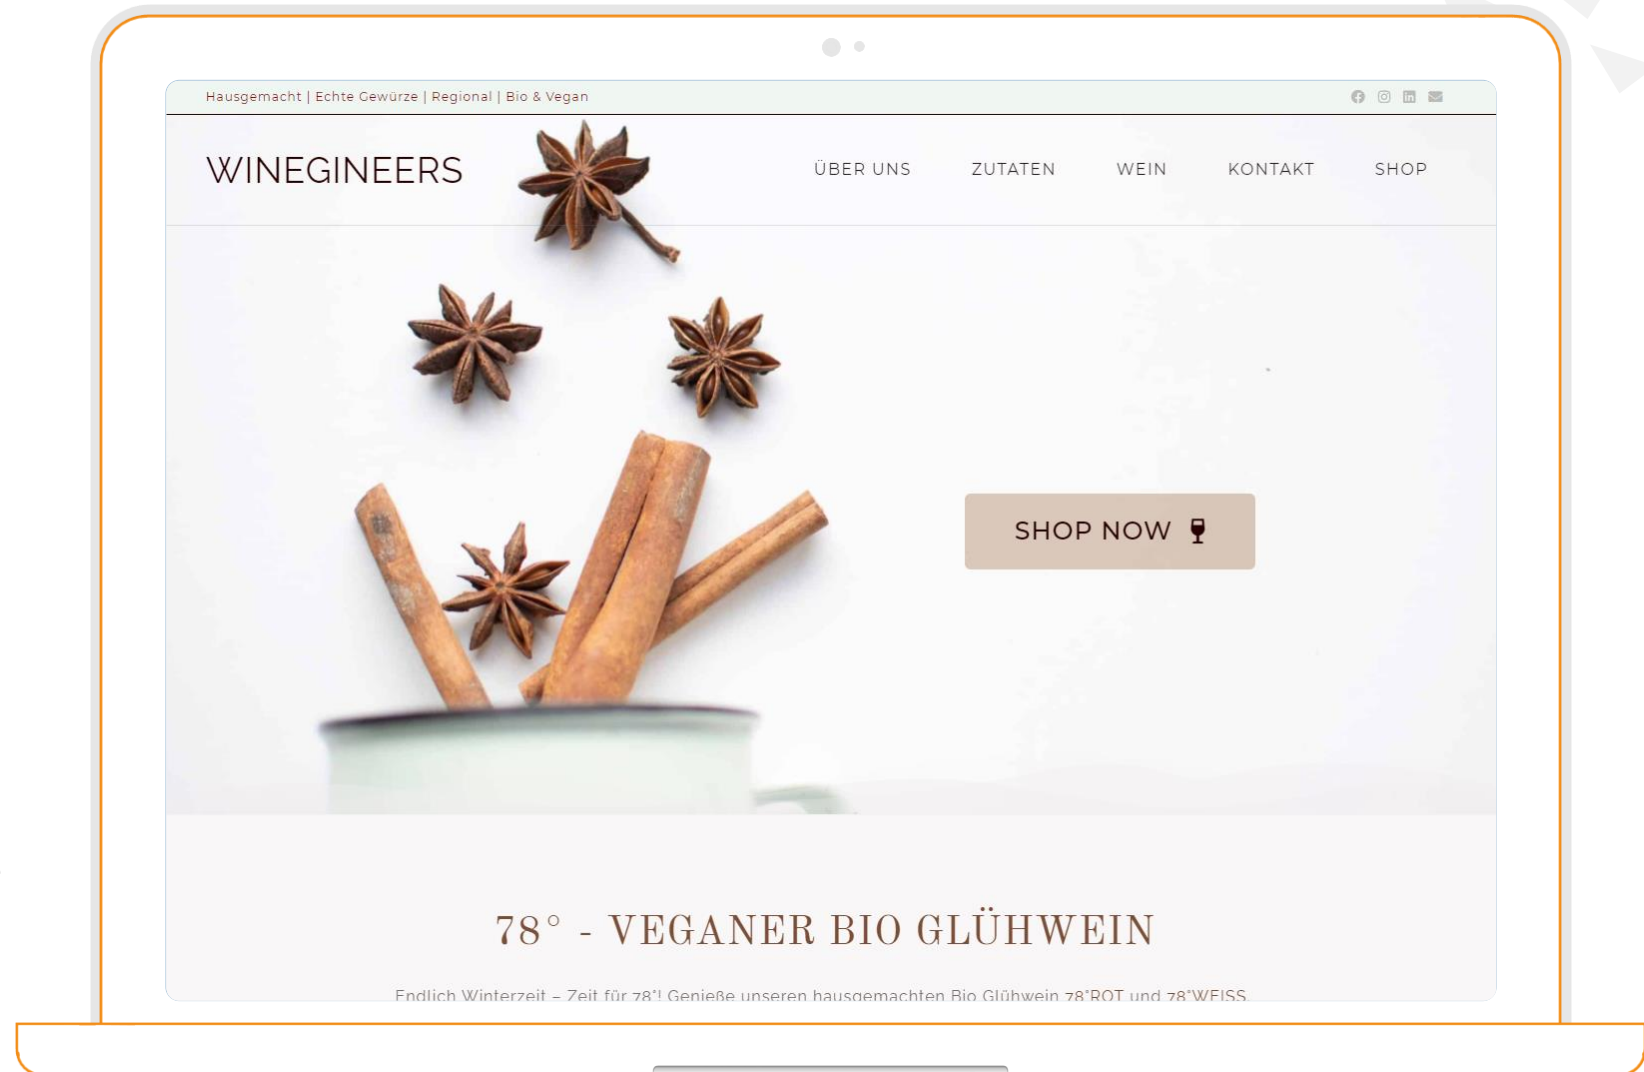 Hausgemacht | Echte Gewürze | Regional | Bio & Vegan
WINEGINEERS
ÜBER UNS
ZUTATEN
WEIN
KONTAKT
SHOP
SHOP NOW
78° - VEGANER BIO GLÜHWEIN
Endlich Winterzeit – Zeit für 78°! Genieße unseren hausgemachten Bio Glühwein 78°ROT und 78°WEISS.